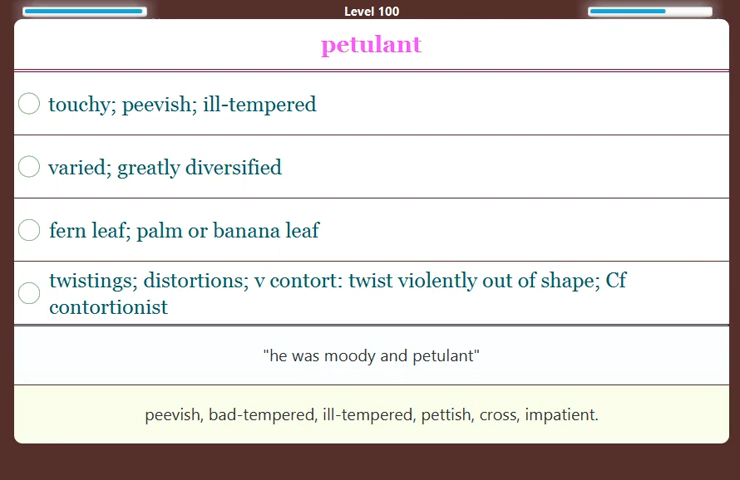 Level 100
petulant
touchy; peevish; ill-tempered
varied; greatly diversified
fern leaf; palm or banana leaf
twistings; distortions; v contort: twist violently out of shape; Cf
contortionist
"he was moody and petulant"
peevish, bad-tempered, ill-tempered, pettish, cross, impatient.